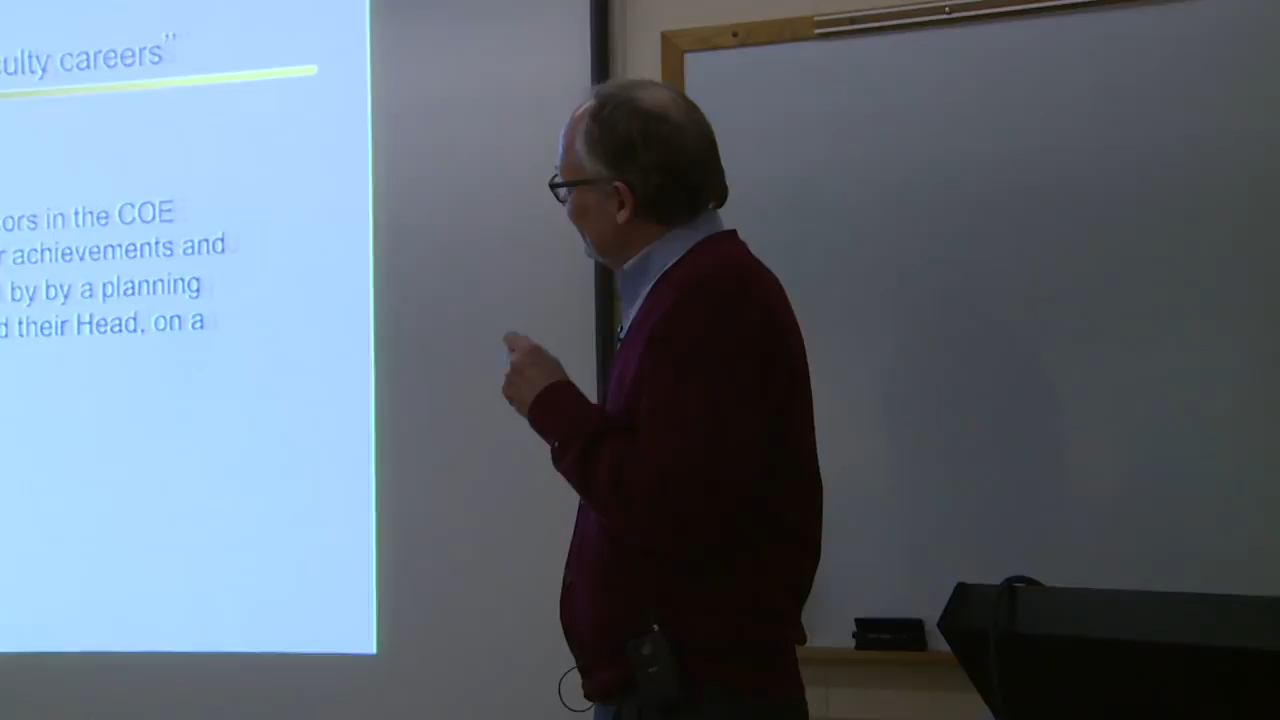 ulty careers”
ors in the COE
r achievements and
by by a planning
d their Head, on a